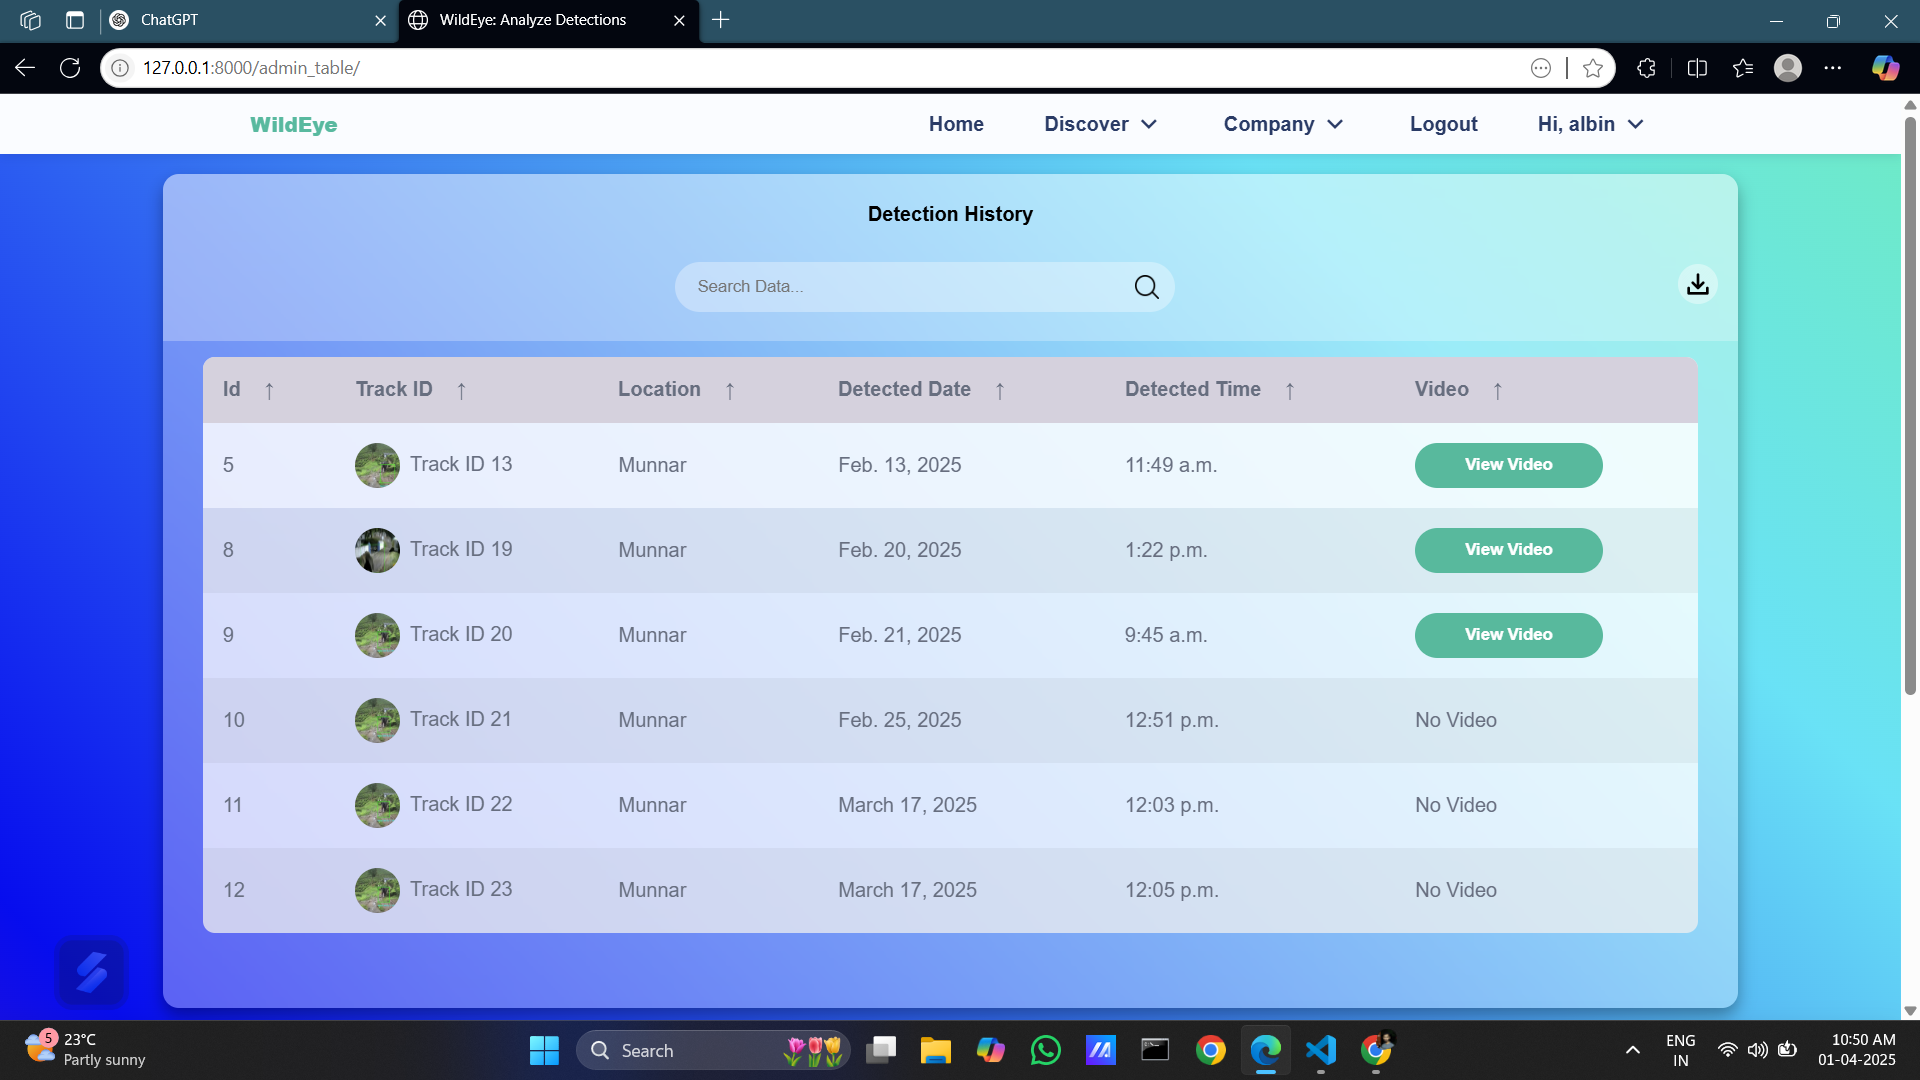 ChatGPT
WildEye: Analyze Detections
127.0.0.1:8000/admin_table/
WildEye
Home
Discover
Company
Logout
Hi, albin
Detection History
Search Data...
Id ↑ Track ID ↑ Location ↑ Detected Date ↑ Detected Time ↑ Video ↑
5 Track ID 13 Munnar Feb. 13, 2025 11:49 a.m. View Video
8 Track ID 19 Munnar Feb. 20, 2025 1:22 p.m. View Video
9 Track ID 20 Munnar Feb. 21, 2025 9:45 a.m. View Video
10 Track ID 21 Munnar Feb. 25, 2025 12:51 p.m. No Video
11 Track ID 22 Munnar March 17, 2025 12:03 p.m. No Video
12 Track ID 23 Munnar March 17, 2025 12:05 p.m. No Video
5
23°C
Partly sunny
Search
ENG
IN
10:50 AM
01-04-2025